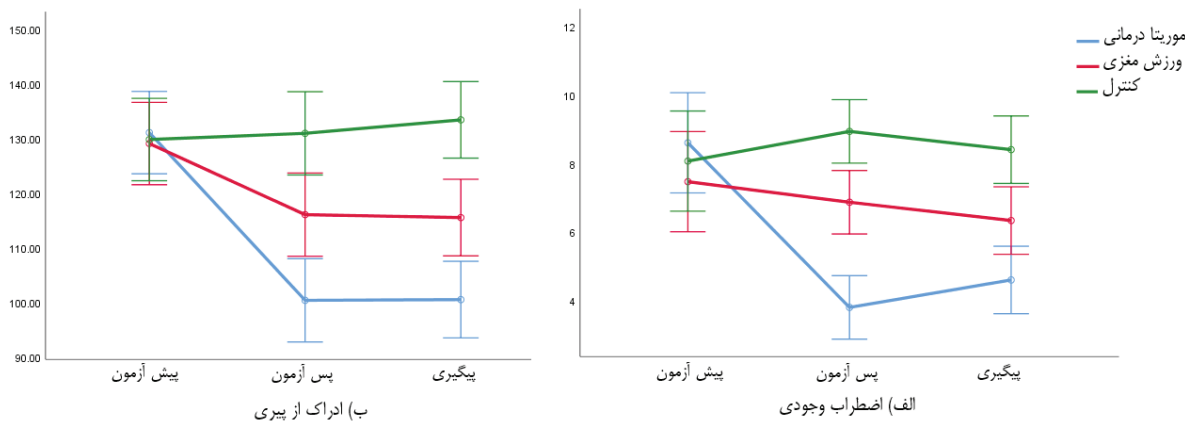 موریتا درمانی
ورزش مغزی
کنترل
12
10
8
6
4
پیش آزمون
پس آزمون
پیگیری
الف) اضطراب وجودی
150.00
140.00
130.00
120.00
110.00
100.00
90.00
پیش آزمون
پس آزمون
پیگیری
ب) ادراک از پیری